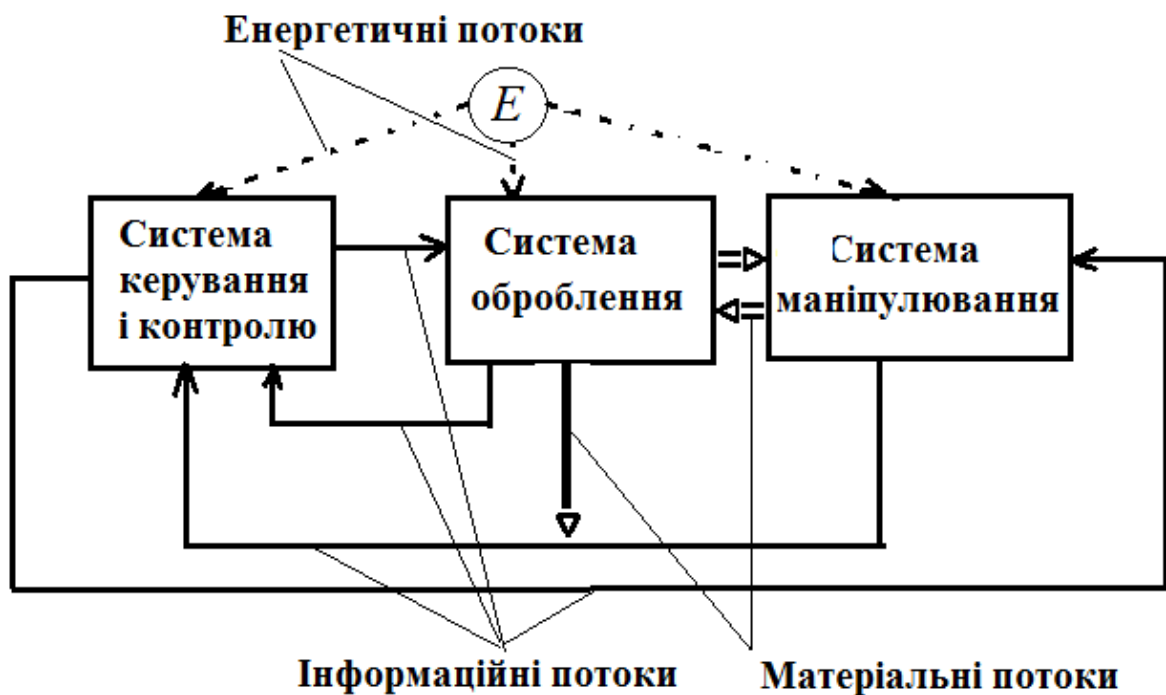 Енергетичні потоки
E
Система
керування
і контролю
Система
оброблення
Система
маніпулювання
Інформаційні потоки
Матеріальні потоки